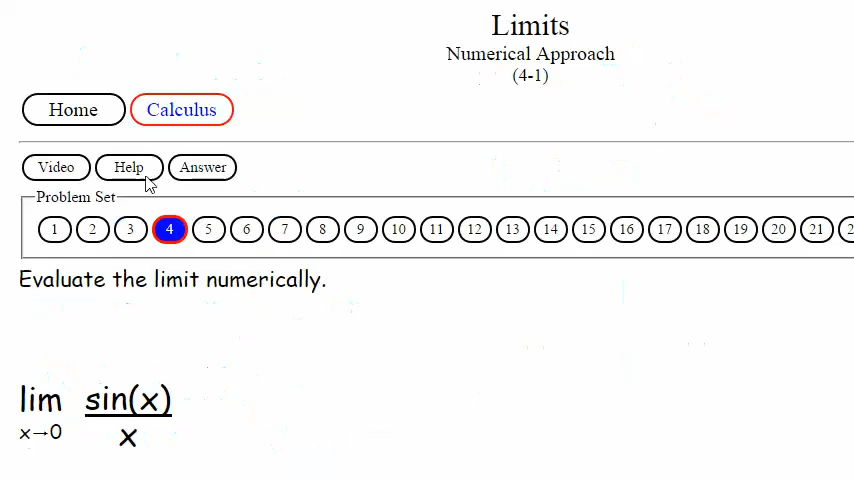 Limits
Numerical Approach
(4-1)
Home Calculus
Video Help Answer
Problem Set
1 2 3 4 5 6 7 8 9 10 11 12 13 14 15 16 17 18 19 20 21
Evaluate the limit numerically.
lim sin(x)
x→0 x